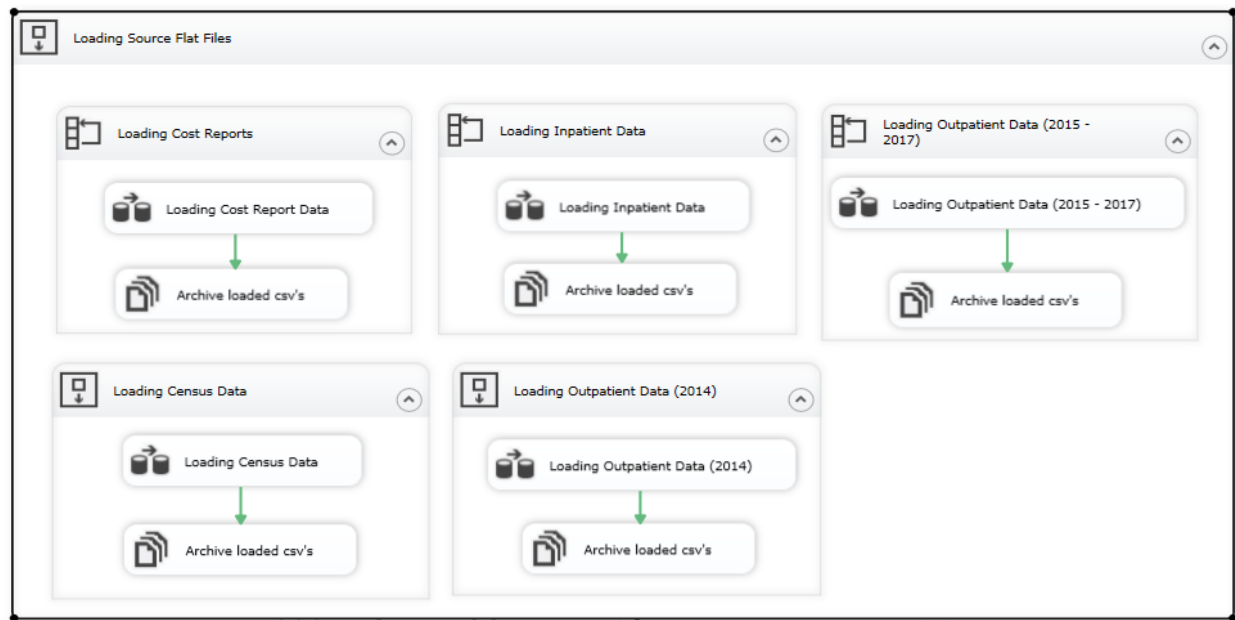 Loading Source Flat Files
Loading Cost Reports
Loading Cost Report Data
Archive loaded csv's
Loading Inpatient Data
Loading Inpatient Data
Archive loaded csv's
Loading Outpatient Data (2015 -
2017)
Loading Outpatient Data (2015 - 2017)
Archive loaded csv's
Loading Census Data
Loading Census Data
Archive loaded csv's
Loading Outpatient Data (2014)
Loading Outpatient Data (2014)
Archive loaded csv's